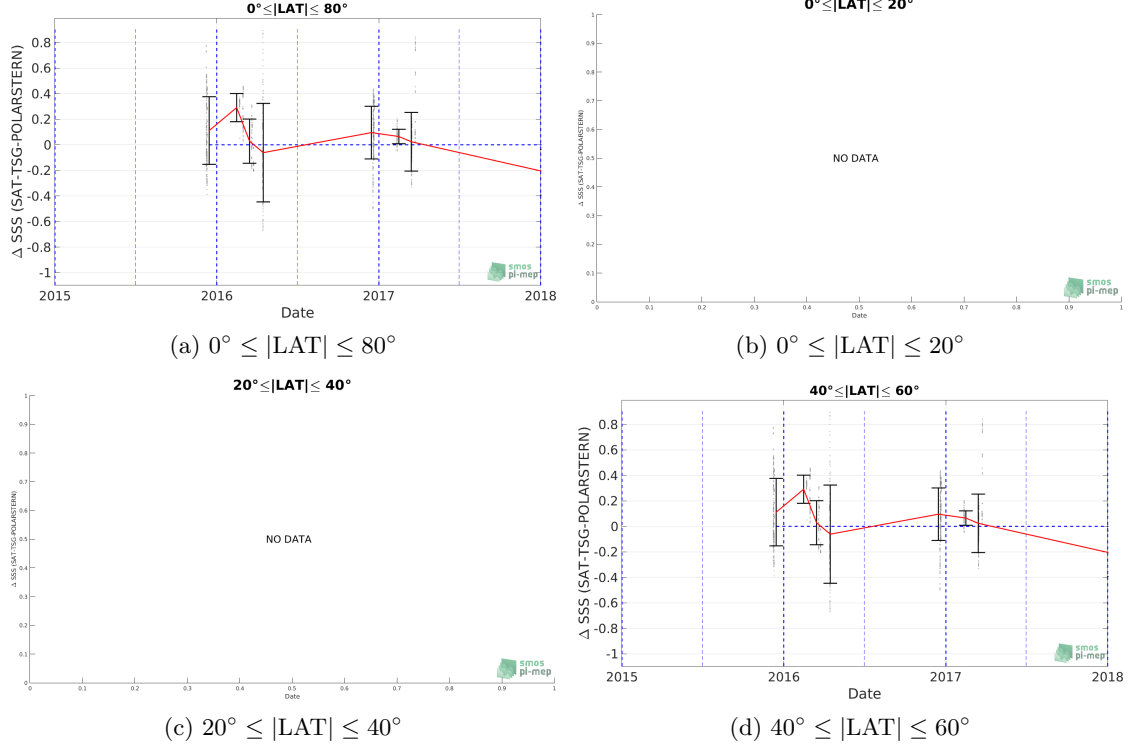 0°≤|LAT|≤ 80°
Δ SSS (SAT-TSG-POLARSTERN)
0.8
0.6
0.4
0.2
0
-0.2
-0.4
-0.6
-0.8
-1
2015
2016
2017
2018
Date
smos
pi-mep
(a) 0° ≤ |LAT| ≤ 80°
0°≤|LAT|≤ 20°
Δ SSS (SAT-TSG-POLARSTERN)
1
0.9
0.8
0.7
0.6
0.5
0.4
0.3
0.2
0.1
0
NO DATA
0
0.1
0.2
0.3
0.4
0.5
0.6
0.7
0.8
0.9
1
Date
smos
pi-mep
(b) 0° ≤ |LAT| ≤ 20°
20°≤|LAT|≤ 40°
Δ SSS (SAT-TSG-POLARSTERN)
1
0.9
0.8
0.7
0.6
0.5
0.4
0.3
0.2
0.1
0
NO DATA
0
0.1
0.2
0.3
0.4
0.5
0.6
0.7
0.8
0.9
1
Date
smos
pi-mep
(c) 20° ≤ |LAT| ≤ 40°
40°≤|LAT|≤ 60°
Δ SSS (SAT-TSG-POLARSTERN)
0.8
0.6
0.4
0.2
0
-0.2
-0.4
-0.6
-0.8
-1
2015
2016
2017
2018
Date
smos
pi-mep
(d) 40° ≤ |LAT| ≤ 60°